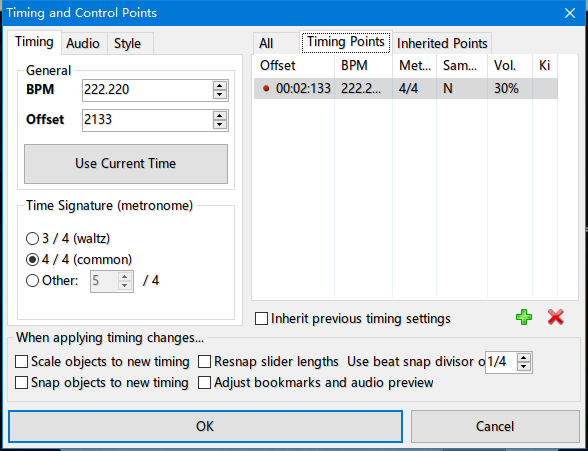 Timing and Control Points
Timing Audio Style
All Timing Points Inherited Points
General
BPM 222.220
Offset 2133
Use Current Time
Time Signature (metronome)
3 / 4 (waltz)
4 / 4 (common)
Other: 5 / 4
Offset BPM Met... Sam... Vol. Ki
00:02:133 222.2... 4/4 N 30%
Inherit previous timing settings
When applying timing changes...
Scale objects to new timing Resnap slider lengths Use beat snap divisor o 1/4
Snap objects to new timing Adjust bookmarks and audio preview
OK Cancel